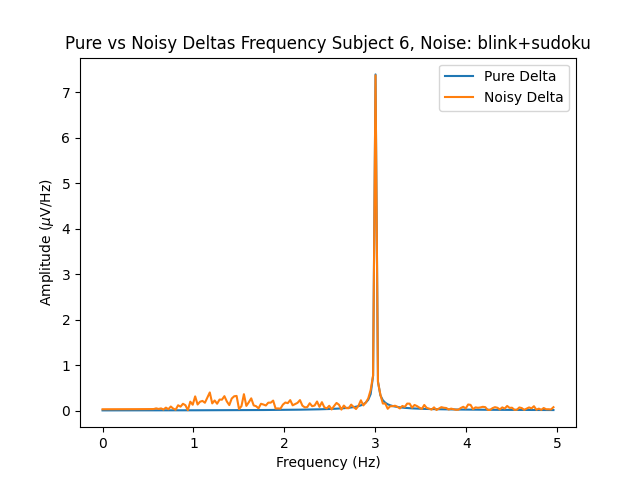 Pure vs Noisy Deltas Frequency Subject 6, Noise: blink+sudoku
Pure Delta
Noisy Delta
7
6
5
4
3
2
1
0
Amplitude (μV/Hz)
0 1 2 3 4 5
Frequency (Hz)